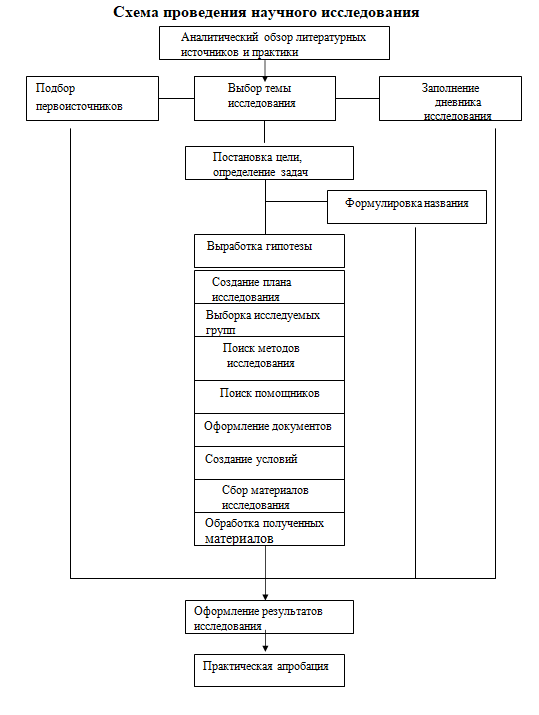 Схема проведения научного исследования
Аналитический обзор литературных
источников и практики
Подбор
первоисточников
Выбор темы
исследования
Заполнение
дневника
исследования
Постановка цели,
определение задач
Формулировка названия
Выработка гипотезы
Создание плана
исследования
Выборка исследуемых
групп
Поиск методов
исследования
Поиск помощников
Оформление документов
Создание условий
Сбор материалов
исследования
Обработка полученных
материалов
Оформление результатов
исследования
Практическая апробация